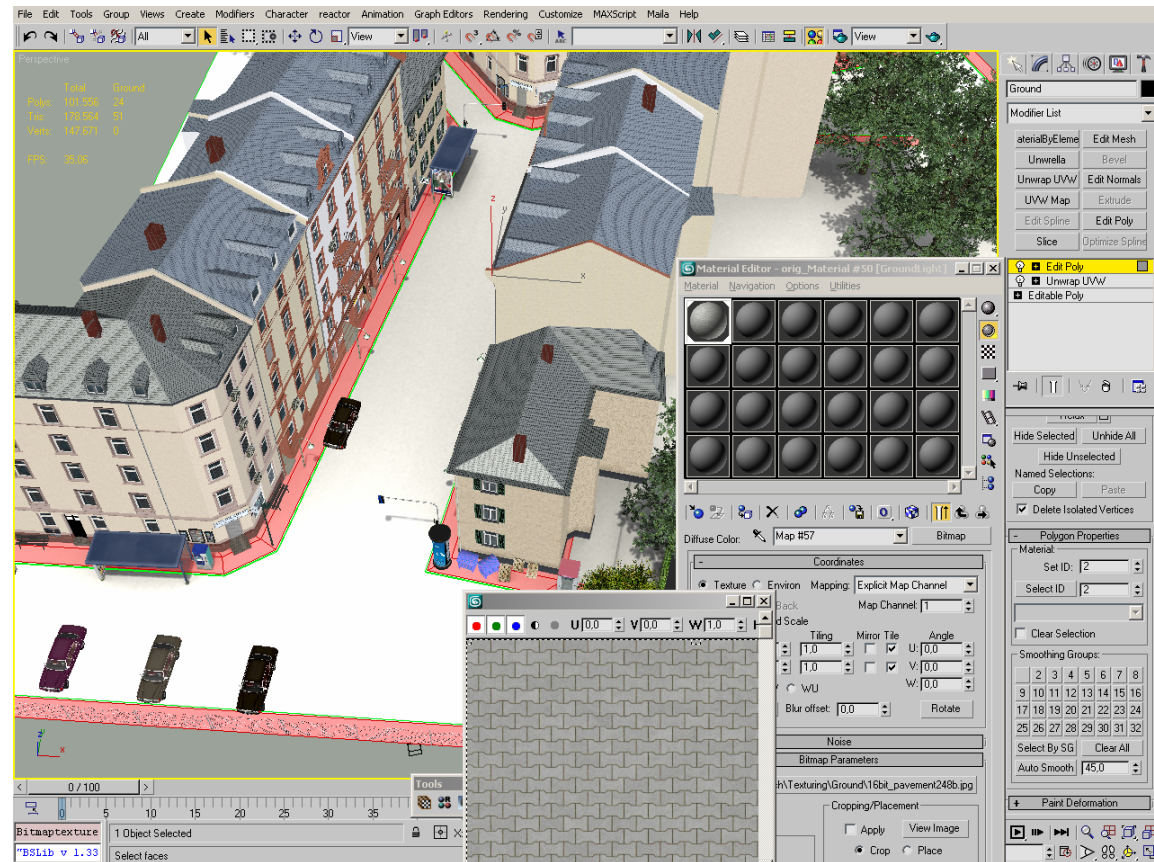 File Edit Tools Group Views Create Modifiers Character reactor Animation Graph Editors Rendering Customize MAXScript Maila Help
All View View
Perspective
Total Ground
Polys: 101.556 24
Tris: 178.564 51
Verts: 147.671 0
FPS: 35,06
z
y
x
Ground
Modifier List
aterialByEleme Edit Mesh
Unwrella Bevel
Unwrap UVW Edit Normals
UVW Map Extrude
Edit Spline Edit Poly
Slice Optimize Spline
Edit Poly
Unwrap UVW
Editable Poly
Material Editor - orig_Material #50 [GroundLight]
Material Navigation Options Utilities
Diffuse Color: Map #57 Bitmap
- Coordinates
Texture Environ Mapping: Explicit Map Channel
Back Map Channel: 1
d Scale
Tiling Mirror Tile Angle
1,0 U: 0,0
1,0 V: 0,0
WU W: 0,0
Blur offset: 0,0 Rotate
Noise
Bitmap Parameters
h\Texturing\Ground\16bit_pavement248b.jpg
Cropping/Placement
Apply View Image
Crop Place
U 0,0 V 0,0 W 1,0
Hide Selected Unhide All
Hide Unselected
Named Selections:
Copy Paste
Delete Isolated Vertices
- Polygon Properties
Material:
Set ID: 2
Select ID 2
Clear Selection
Smoothing Groups:
2 3 4 5 6 7 8
9 10 11 12 13 14 15 16
17 18 19 20 21 22 23 24
25 26 27 28 29 30 31 32
Select By SG Clear All
Auto Smooth 45,0
+ Paint Deformation
z
x
< 0 / 100 >
Tools
0 5 10 15 20 25 30 35
Bitmaptexture 1 Object Selected X:
"BSLib v 1.33 Select faces